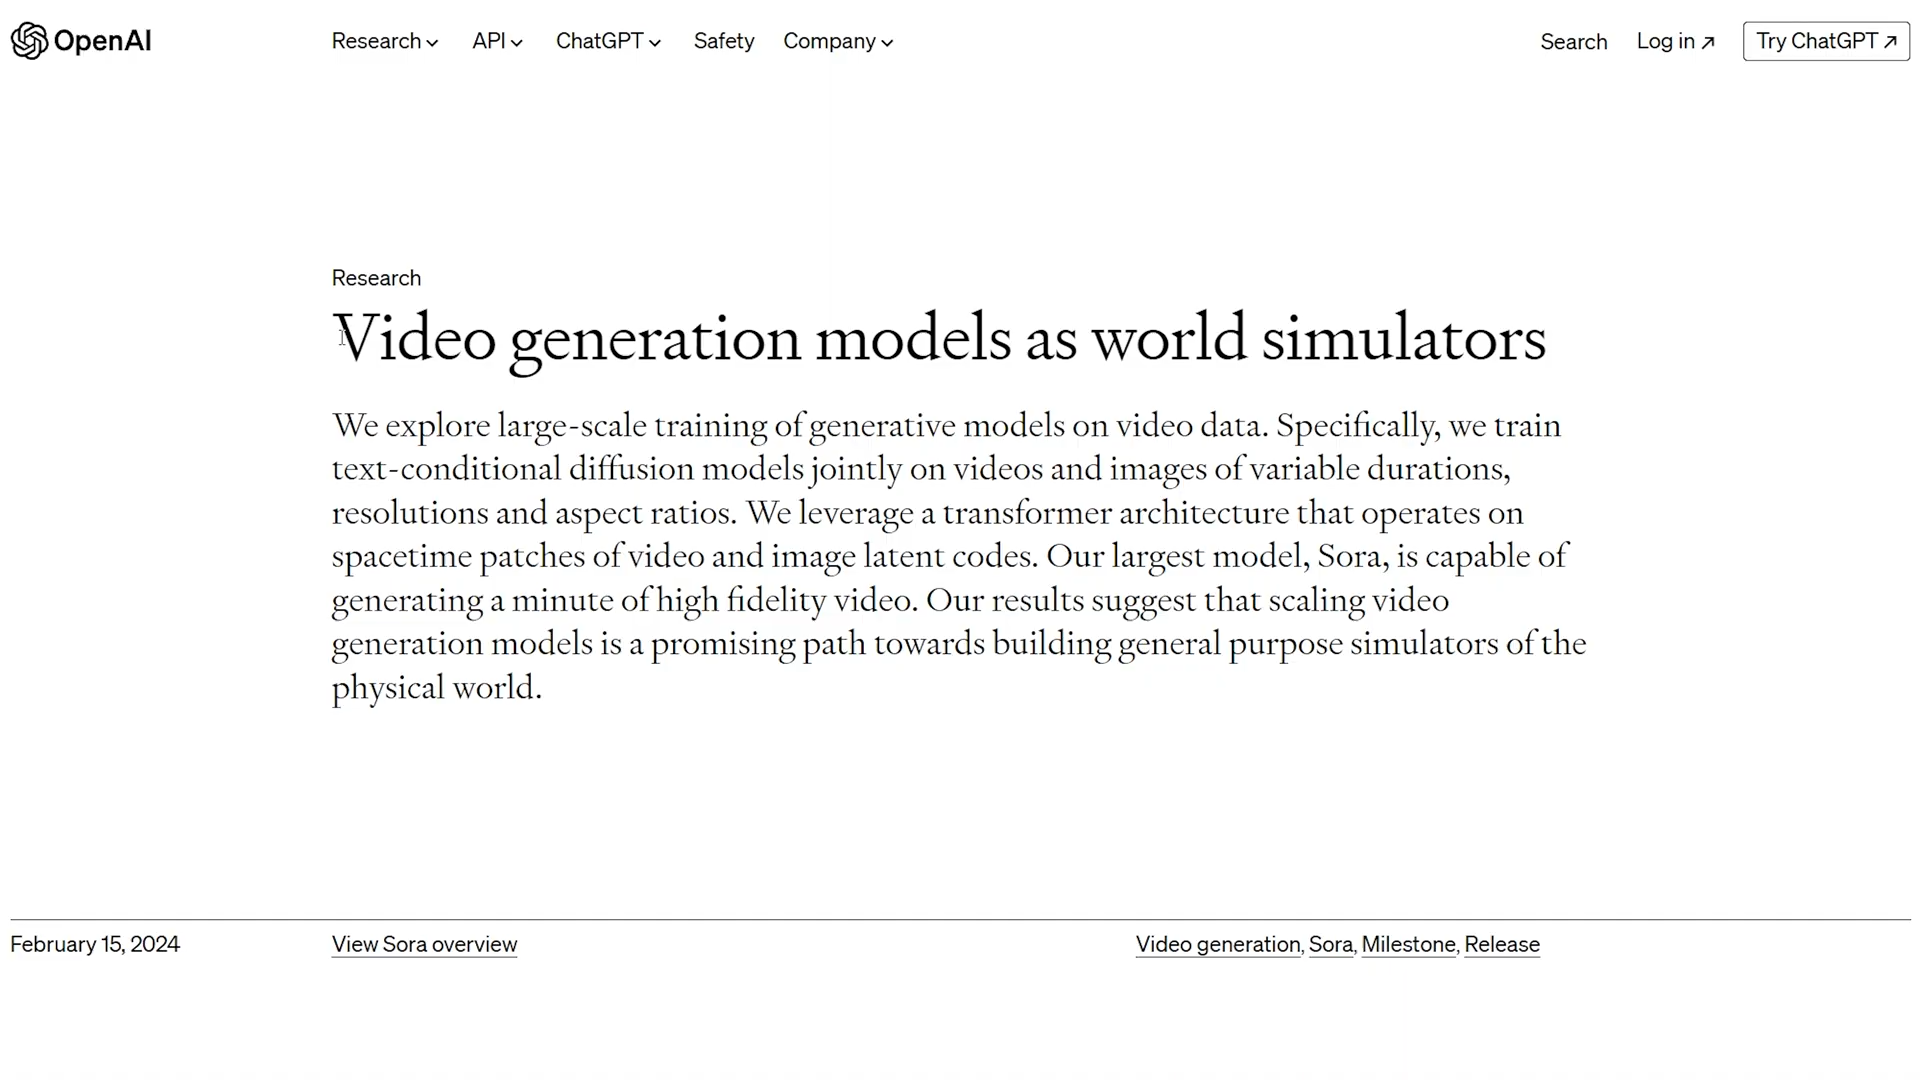 OpenAI
Research API ChatGPT Safety Company
Search Log in ↗ Try ChatGPT ↗
Research
Video generation models as world simulators
We explore large-scale training of generative models on video data. Specifically, we train
text-conditional diffusion models jointly on videos and images of variable durations,
resolutions and aspect ratios. We leverage a transformer architecture that operates on
spacetime patches of video and image latent codes. Our largest model, Sora, is capable of
generating a minute of high fidelity video. Our results suggest that scaling video
generation models is a promising path towards building general purpose simulators of the
physical world.
February 15, 2024
View Sora overview
Video generation, Sora, Milestone, Release